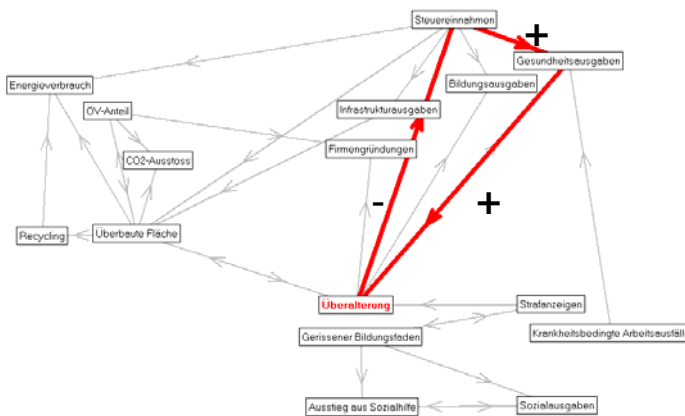 Steuereinnahmen
+
Gesundheitsausgaben
Energieverbrauch
Bildungsausgaben
ÖV-Anteil
Infrastrukturausgaben
Firmengründungen
CO2-Ausstoss
-
+
Recycling
Überbaute Fläche
Überalterung
Strafanzeigen
Gerissener Bildungsfaden
Krankheitsbedingte Arbeitsausfäll
Ausstieg aus Sozialhilfe
Sozialausgaben